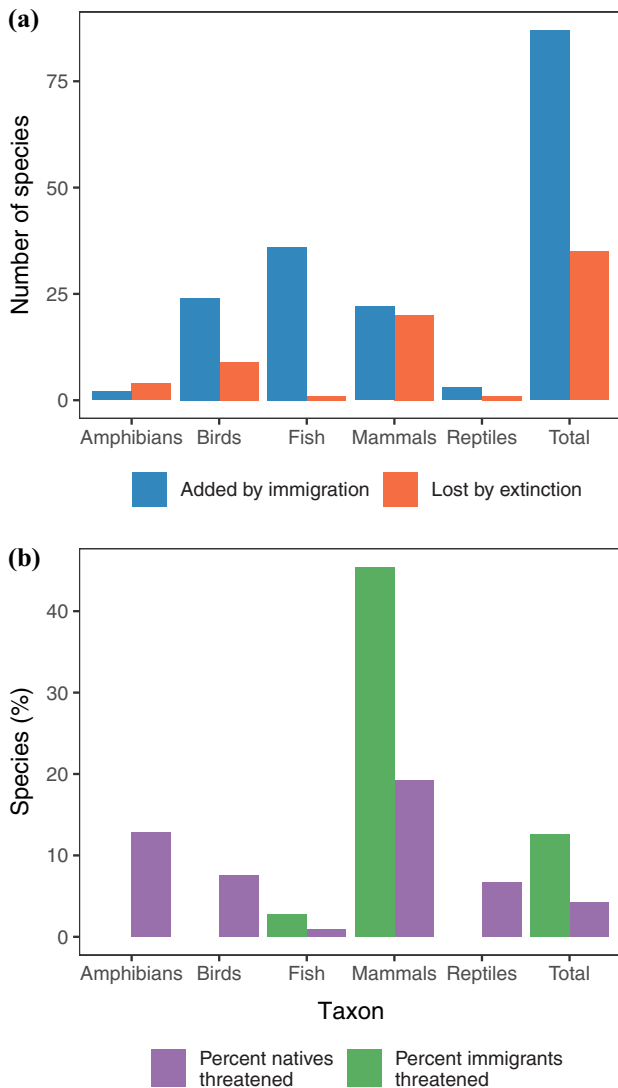 (a)
Number of species
75
50
25
0
Amphibians Birds Fish Mammals Reptiles Total
Added by immigration Lost by extinction
(b)
Species (%)
40
30
20
10
0
Amphibians Birds Fish Mammals Reptiles Total
Taxon
Percent natives threatened
Percent immigrants threatened